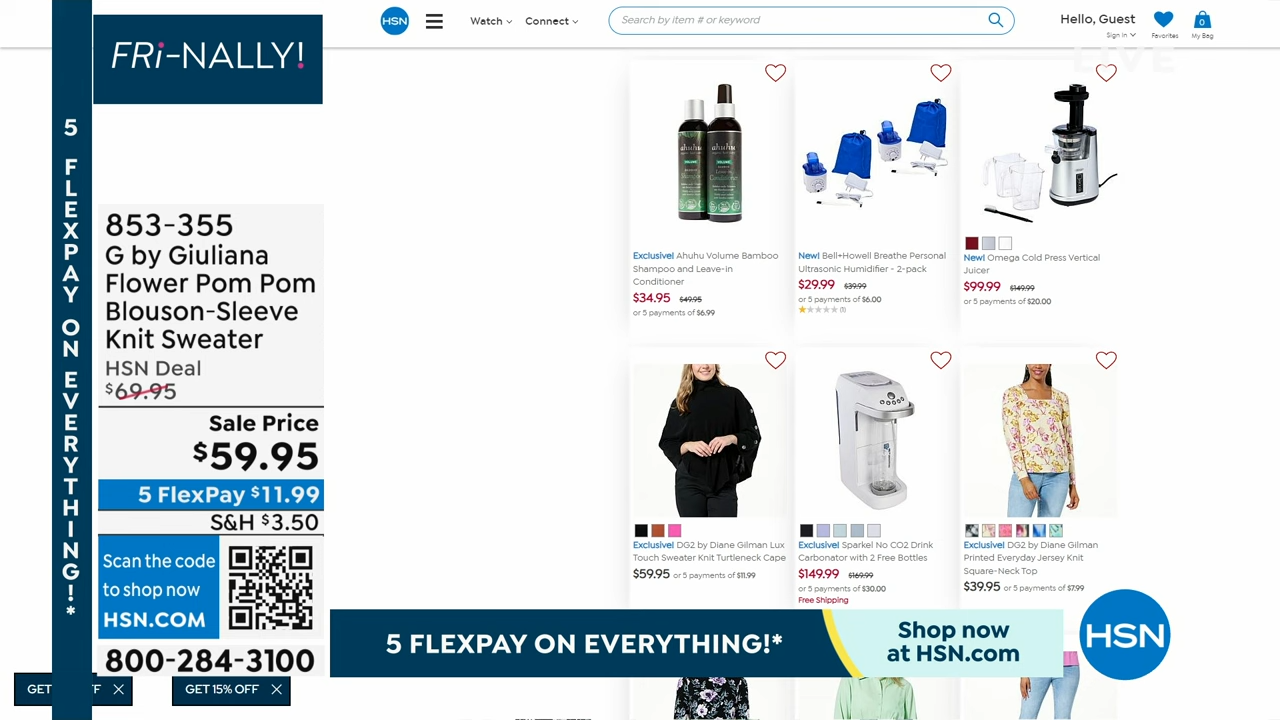 FRi-NALLY!
5 FLEXPAY ON EVERYTHING!*
853-355
G by Giuliana
Flower Pom Pom
Blouson-Sleeve
Knit Sweater
HSN Deal
$69.95
Sale Price
$59.95
5 FlexPay $11.99
S&H $3.50
Scan the code
to shop now
HSN.COM
800-284-3100
GET
FF
GET 15% OFF
HSN
Watch
Connect
Search by item # or keyword
Hello, Guest
Sign In
Favorites
0
My Bag
LIVE
Exclusive! Ahuhu Volume Bamboo
Shampoo and Leave-in
Conditioner
$34.95 $49.95
or 5 payments of $6.99
New! Bell+Howell Breathe Personal
Ultrasonic Humidifier - 2-pack
$29.99 $39.99
or 5 payments of $6.00
(1)
New! Omega Cold Press Vertical
Juicer
$99.99 $149.99
or 5 payments of $20.00
Exclusive! DG2 by Diane Gilman Lux
Touch Sweater Knit Turtleneck Cape
$59.95 or 5 payments of $11.99
Exclusive! Sparkel No CO2 Drink
Carbonator with 2 Free Bottles
$149.99 $169.99
or 5 payments of $30.00
Free Shipping
Exclusive! DG2 by Diane Gilman
Printed Everyday Jersey Knit
Square-Neck Top
$39.95 or 5 payments of $7.99
5 FLEXPAY ON EVERYTHING!*
Shop now
at HSN.com
HSN